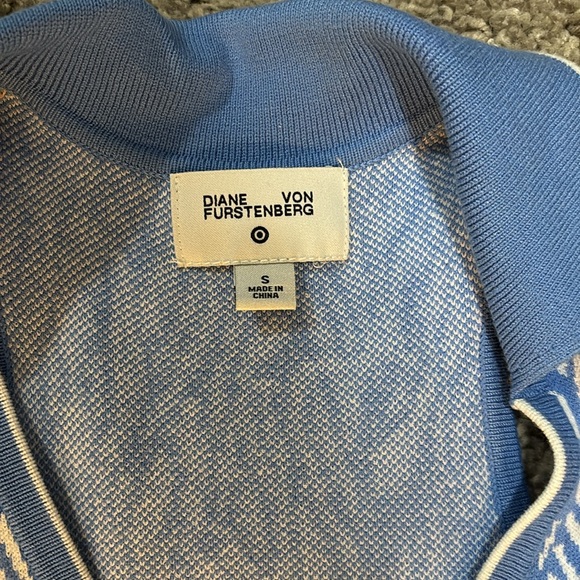 DIANE VON
FURSTENBERG
S
MADE IN
CHINA